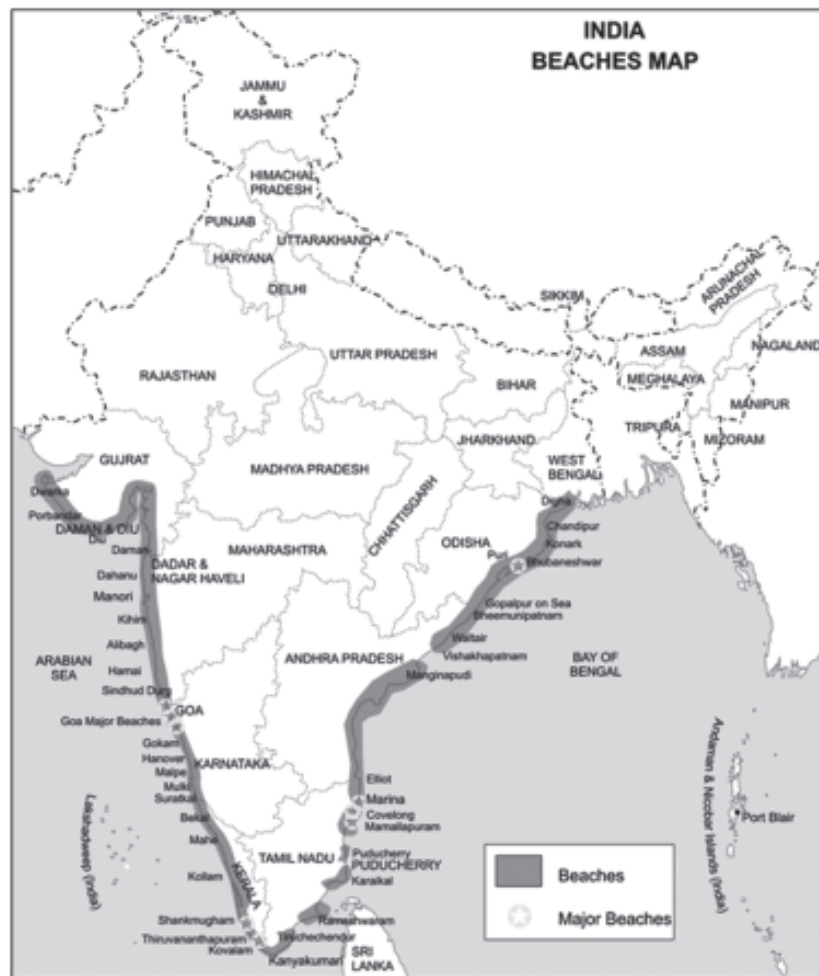 INDIA
BEACHES MAP
JAMMU
&
KASHMIR
HIMACHAL
PRADESH
PUNJAB
UTTARAKHAND
HARYANA
DELHI
SIKKIM
ARUNACHAL
PRADESH
RAJASTHAN
UTTAR PRADESH
ASSAM
NAGALAND
BIHAR
MEGHALAYA
MANIPUR
GUJRAT
JHARKHAND
TRIPURA
MIZORAM
MADHYA PRADESH
WEST
BENGAL
CHHATTISGARH
Dwarka
Porbandar
DAMAN & DIU
Diu
Digha
Chandipur
Konark
ODISHA
Puri
Bhubaneshwar
Daman
MAHARASHTRA
DADAR &
NAGAR HAVELI
Dahanu
Manori
Kihim
Alibagh
Gopalpur on Sea
Bheemunipatnam
Waltair
Vishakhapatnam
ARABIAN
SEA
ANDHRA PRADESH
BAY OF
BENGAL
Hamai
Manginapudi
Sindhud Durg
GOA
Goa Major Beaches
Gokarn
Hanover
KARNATAKA
Malpe
Mulki
Suratkal
Bekal
Mahe
Kollam
Elliot
Marina
Covelong
Mamallapuram
Andaman & Nicobar Islands (India)
Port Blair
Lakshadweep (India)
TAMIL NADU
Puducherry
PUDUCHERRY
Karaikal
KERALA
Beaches
Major Beaches
Shankmugham
Rameshwaram
Thiruvananthapuram
Tiruchechendur
Kovalam
Kanyakumari
SRI
LANKA